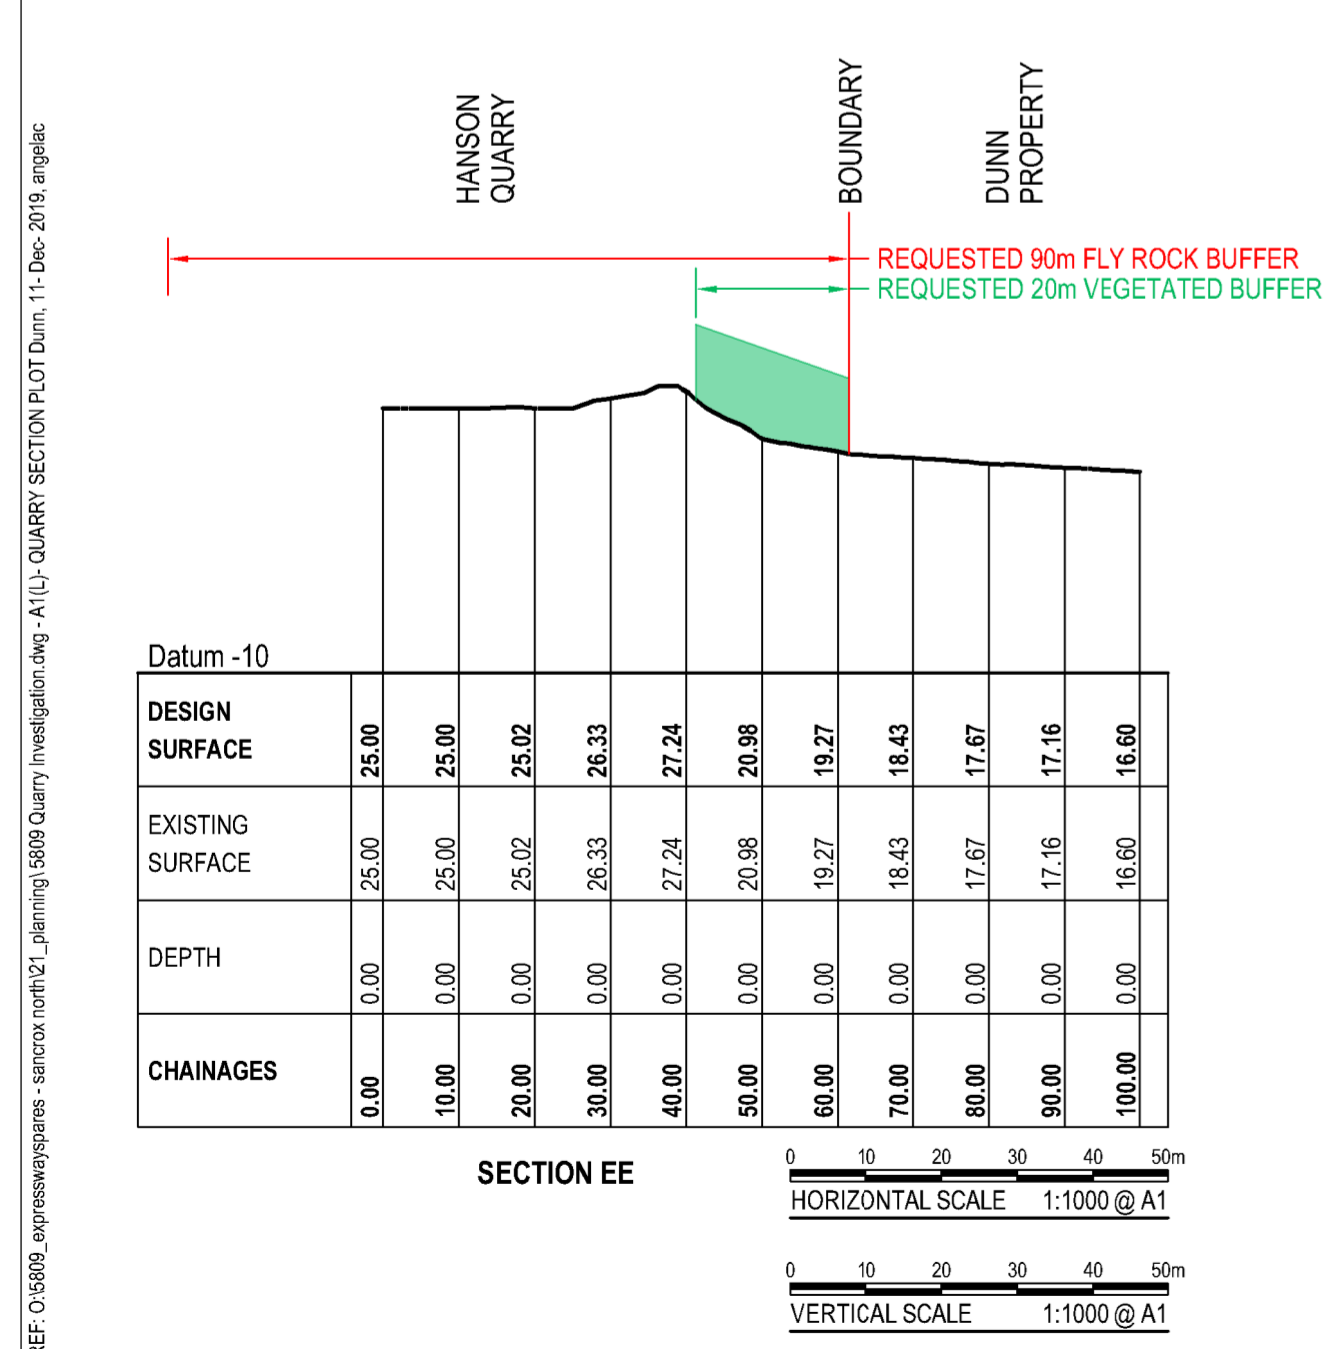 HANSON
QUARRY
BOUNDARY
DUNN
PROPERTY
REQUESTED 90m FLY ROCK BUFFER
REQUESTED 20m VEGETATED BUFFER
Datum -10
DESIGN
SURFACE
25.00 25.00 25.02 26.33 27.24 20.98 19.27 18.43 17.67 17.16 16.60
EXISTING
SURFACE
25.00 25.00 25.02 26.33 27.24 20.98 19.27 18.43 17.67 17.16 16.60
DEPTH
0.00 0.00 0.00 0.00 0.00 0.00 0.00 0.00 0.00 0.00 0.00
CHAINAGES
0.00 10.00 20.00 30.00 40.00 50.00 60.00 70.00 80.00 90.00 100.00
SECTION EE
0 10 20 30 40 50m
HORIZONTAL SCALE 1:1000 @ A1
0 10 20 30 40 50m
VERTICAL SCALE 1:1000 @ A1
REF: O:\5809_expresswayspares - sancrox north\21_planning\5809 Quarry Investigation.dwg - A1(L)- QUARRY SECTION PLOT Dunn, 11- Dec- 2019, angelac